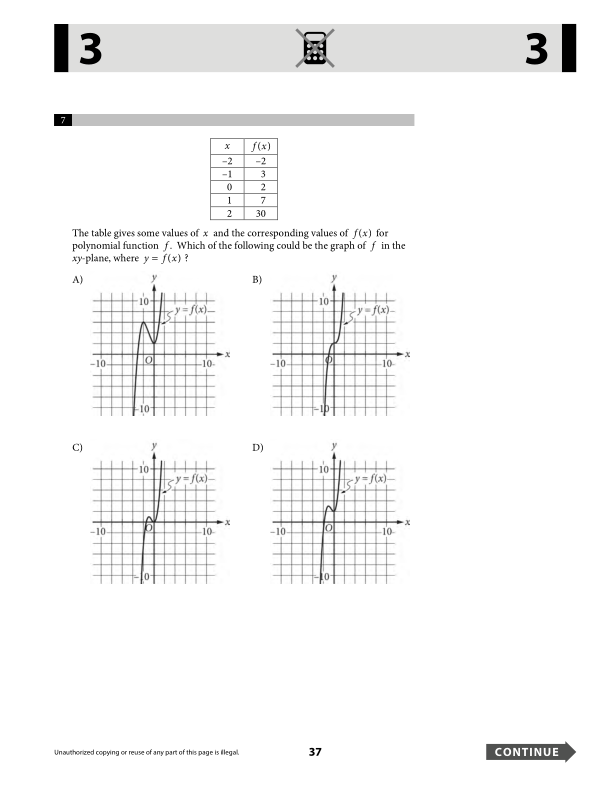 3 3
7
x f(x)
–2 –2
–1 3
0 2
1 7
2 30
The table gives some values of x and the corresponding values of f(x) for
polynomial function f. Which of the following could be the graph of f in the
xy-plane, where y = f(x) ?
A)
y
10
y = f(x)
x
–10
O
10
–10
B)
y
10
y = f(x)
x
–10
O
10
–10
C)
y
10
y = f(x)
x
–10
O
10
–10
D)
y
10
y = f(x)
x
–10
O
10
–10
Unauthorized copying or reuse of any part of this page is illegal. 37 CONTINUE